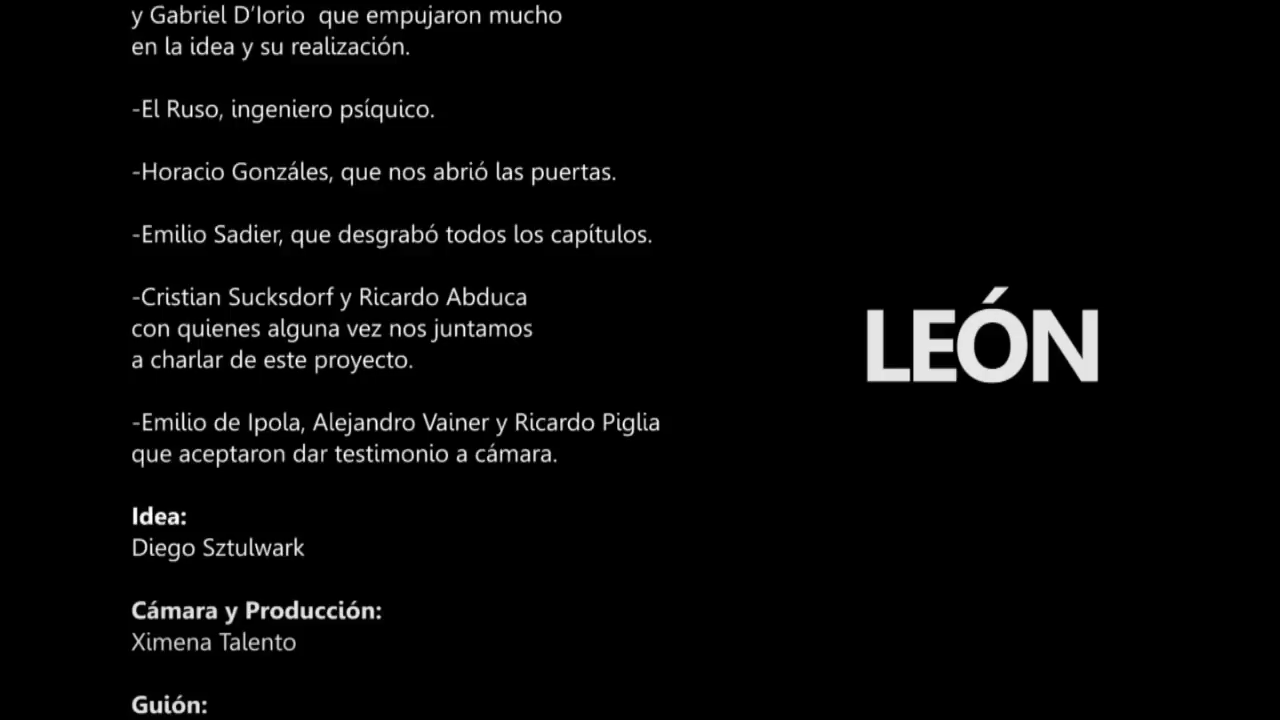 y Gabriel D’Iorio  que empujaron mucho
en la idea y su realización.
-El Ruso, ingeniero psíquico.
-Horacio Gonzáles, que nos abrió las puertas.
-Emilio Sadier, que desgrabó todos los capítulos.
-Cristian Sucksdorf y Ricardo Abduca
con quienes alguna vez nos juntamos
a charlar de este proyecto.
-Emilio de Ipola, Alejandro Vainer y Ricardo Piglia
que aceptaron dar testimonio a cámara.
Idea:
Diego Sztulwark
Cámara y Producción:
Ximena Talento
Guión:
LEÓN